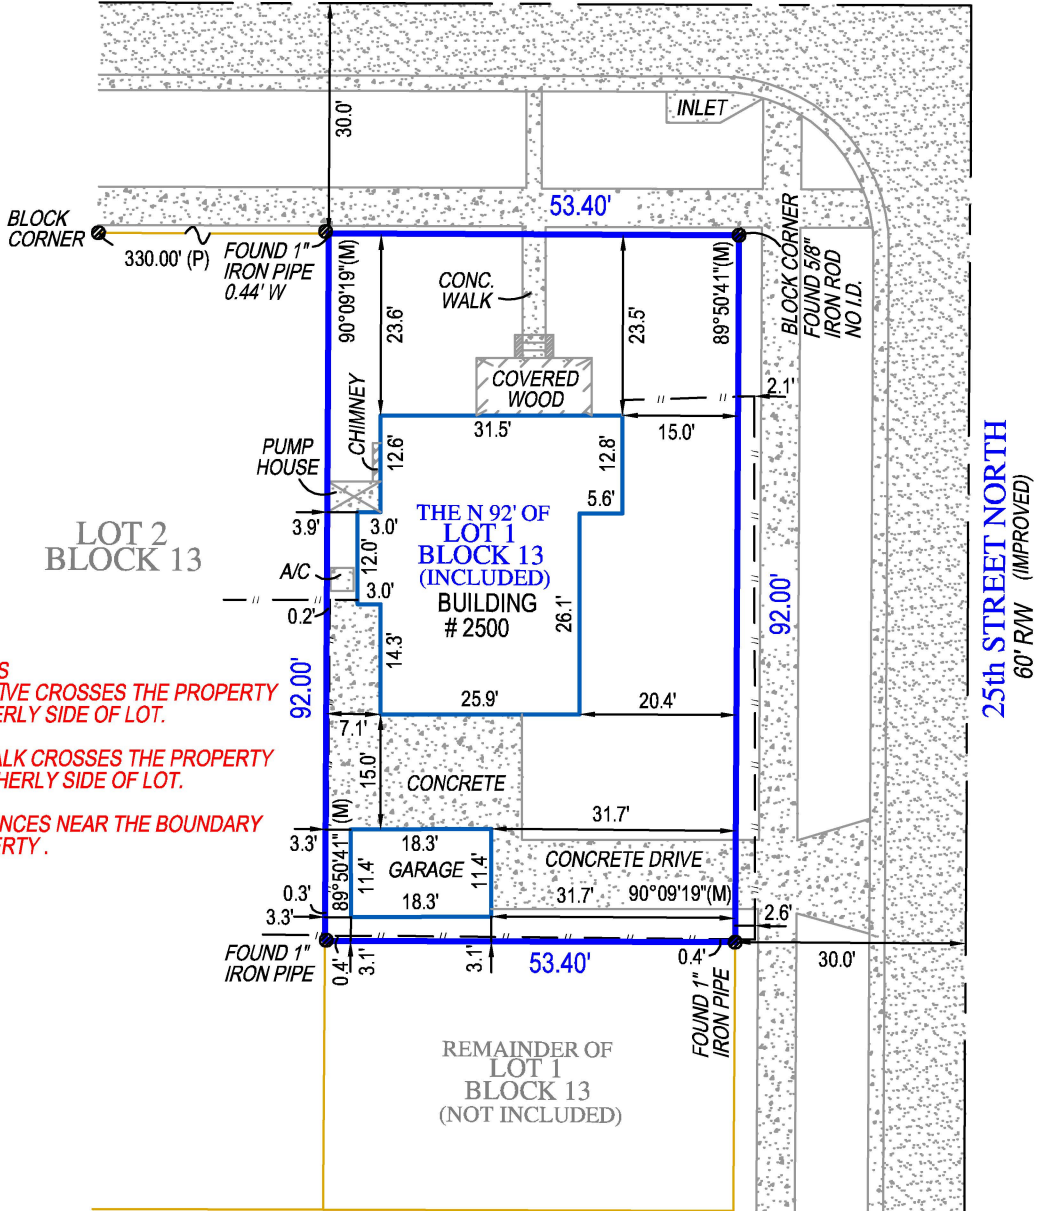 30.0'
INLET
BLOCK
CORNER
53.40'
330.00' (P)
FOUND 1"
IRON PIPE
0.44' W
90°09'19"(M)
23.6'
CONC.
WALK
23.5'
89°50'41"(M)
BLOCK CORNER
FOUND 5/8"
IRON ROD
NO I.D.
COVERED
WOOD
2.1'
CHIMNEY
31.5'
15.0'
PUMP
HOUSE
12.6'
12.8'
5.6'
3.9'
3.0'
THE N 92' OF
LOT 1
BLOCK 13
(INCLUDED)
BUILDING
# 2500
LOT 2
BLOCK 13
12.0'
A/C
3.0'
0.2'
26.1'
92.00'
25th STREET NORTH
60' R/W (IMPROVED)
14.3'
92.00'
S
IVE CROSSES THE PROPERTY
ERLY SIDE OF LOT.
ALK CROSSES THE PROPERTY
HERLY SIDE OF LOT.
NCES NEAR THE BOUNDARY
ERTY .
25.9'
20.4'
7.1'
15.0'
CONCRETE
31.7'
3.3'
18.3'
89°50'41" (M)
11.4'
GARAGE
11.4'
CONCRETE DRIVE
18.3'
31.7'
90°09'19"(M)
0.3'
3.3'
2.6'
FOUND 1"
IRON PIPE
0.4'
3.1'
3.1'
53.40'
0.4'
FOUND 1"
IRON PIPE
30.0'
REMAINDER OF
LOT 1
BLOCK 13
(NOT INCLUDED)